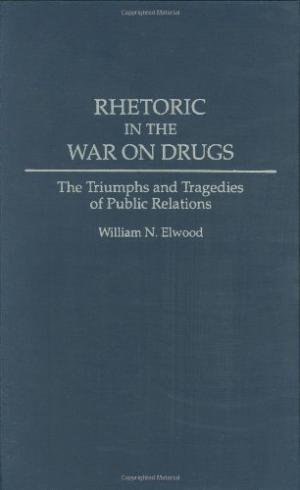 RHETORIC
IN THE
WAR ON DRUGS
The Triumphs and Tragedies
of Public Relations
William N. Elwood